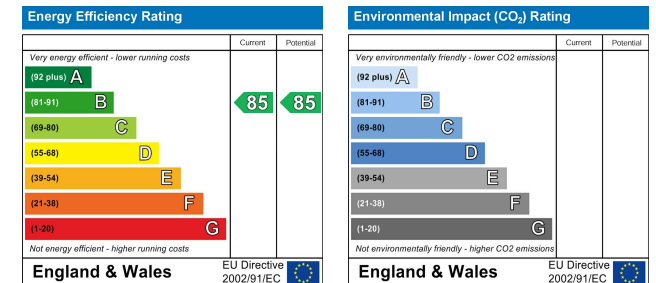 Energy Efficiency Rating
Current Potential
Very energy efficient - lower running costs
(92 plus) A
(81-91) B 85 85
(69-80) C
(55-68) D
(39-54) E
(21-38) F
(1-20) G
Not energy efficient - higher running costs
England & Wales
EU Directive
2002/91/EC
Environmental Impact (CO₂) Rating
Current Potential
Very environmentally friendly - lower CO2 emissions
(92 plus) A
(81-91) B
(69-80) C
(55-68) D
(39-54) E
(21-38) F
(1-20) G
Not environmentally friendly - higher CO2 emissions
England & Wales
EU Directive
2002/91/EC